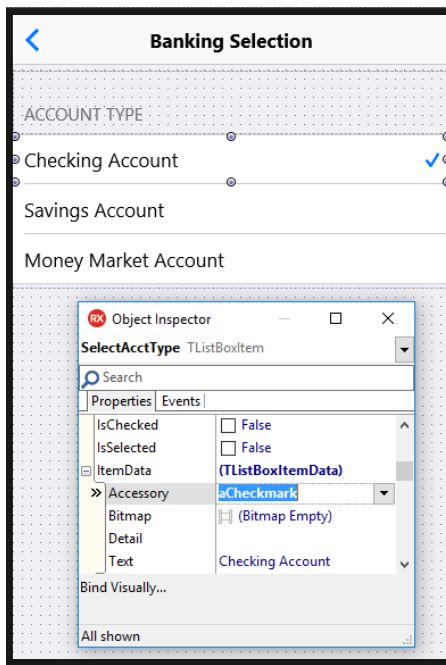 Banking Selection
ACCOUNT TYPE
Checking Account
Savings Account
Money Market Account
RX Object Inspector
SelectAcctType TListBoxItem
Search
Properties Events
IsChecked False
IsSelected False
ItemData (TListBoxItemData)
Accessory aCheckmark
Bitmap (Bitmap Empty)
Detail
Text Checking Account
Bind Visually...
All shown